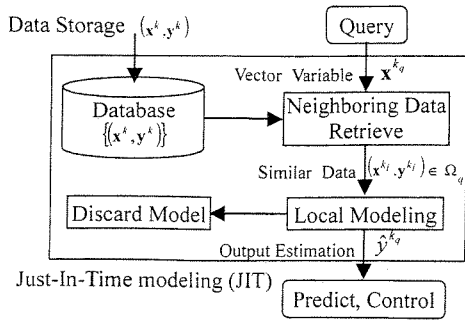 Data Storage (x^k, y^k)
Query
Vector Variable x^{k_q}
Database
{(x^k, y^k)}
Neighboring Data
Retrieve
Similar Data (x^{k_i}, y^{k_i}) ∈ Ω_q
Discard Model
Local Modeling
Output Estimation ŷ^{k_q}
Just-In-Time modeling (JIT)
Predict, Control